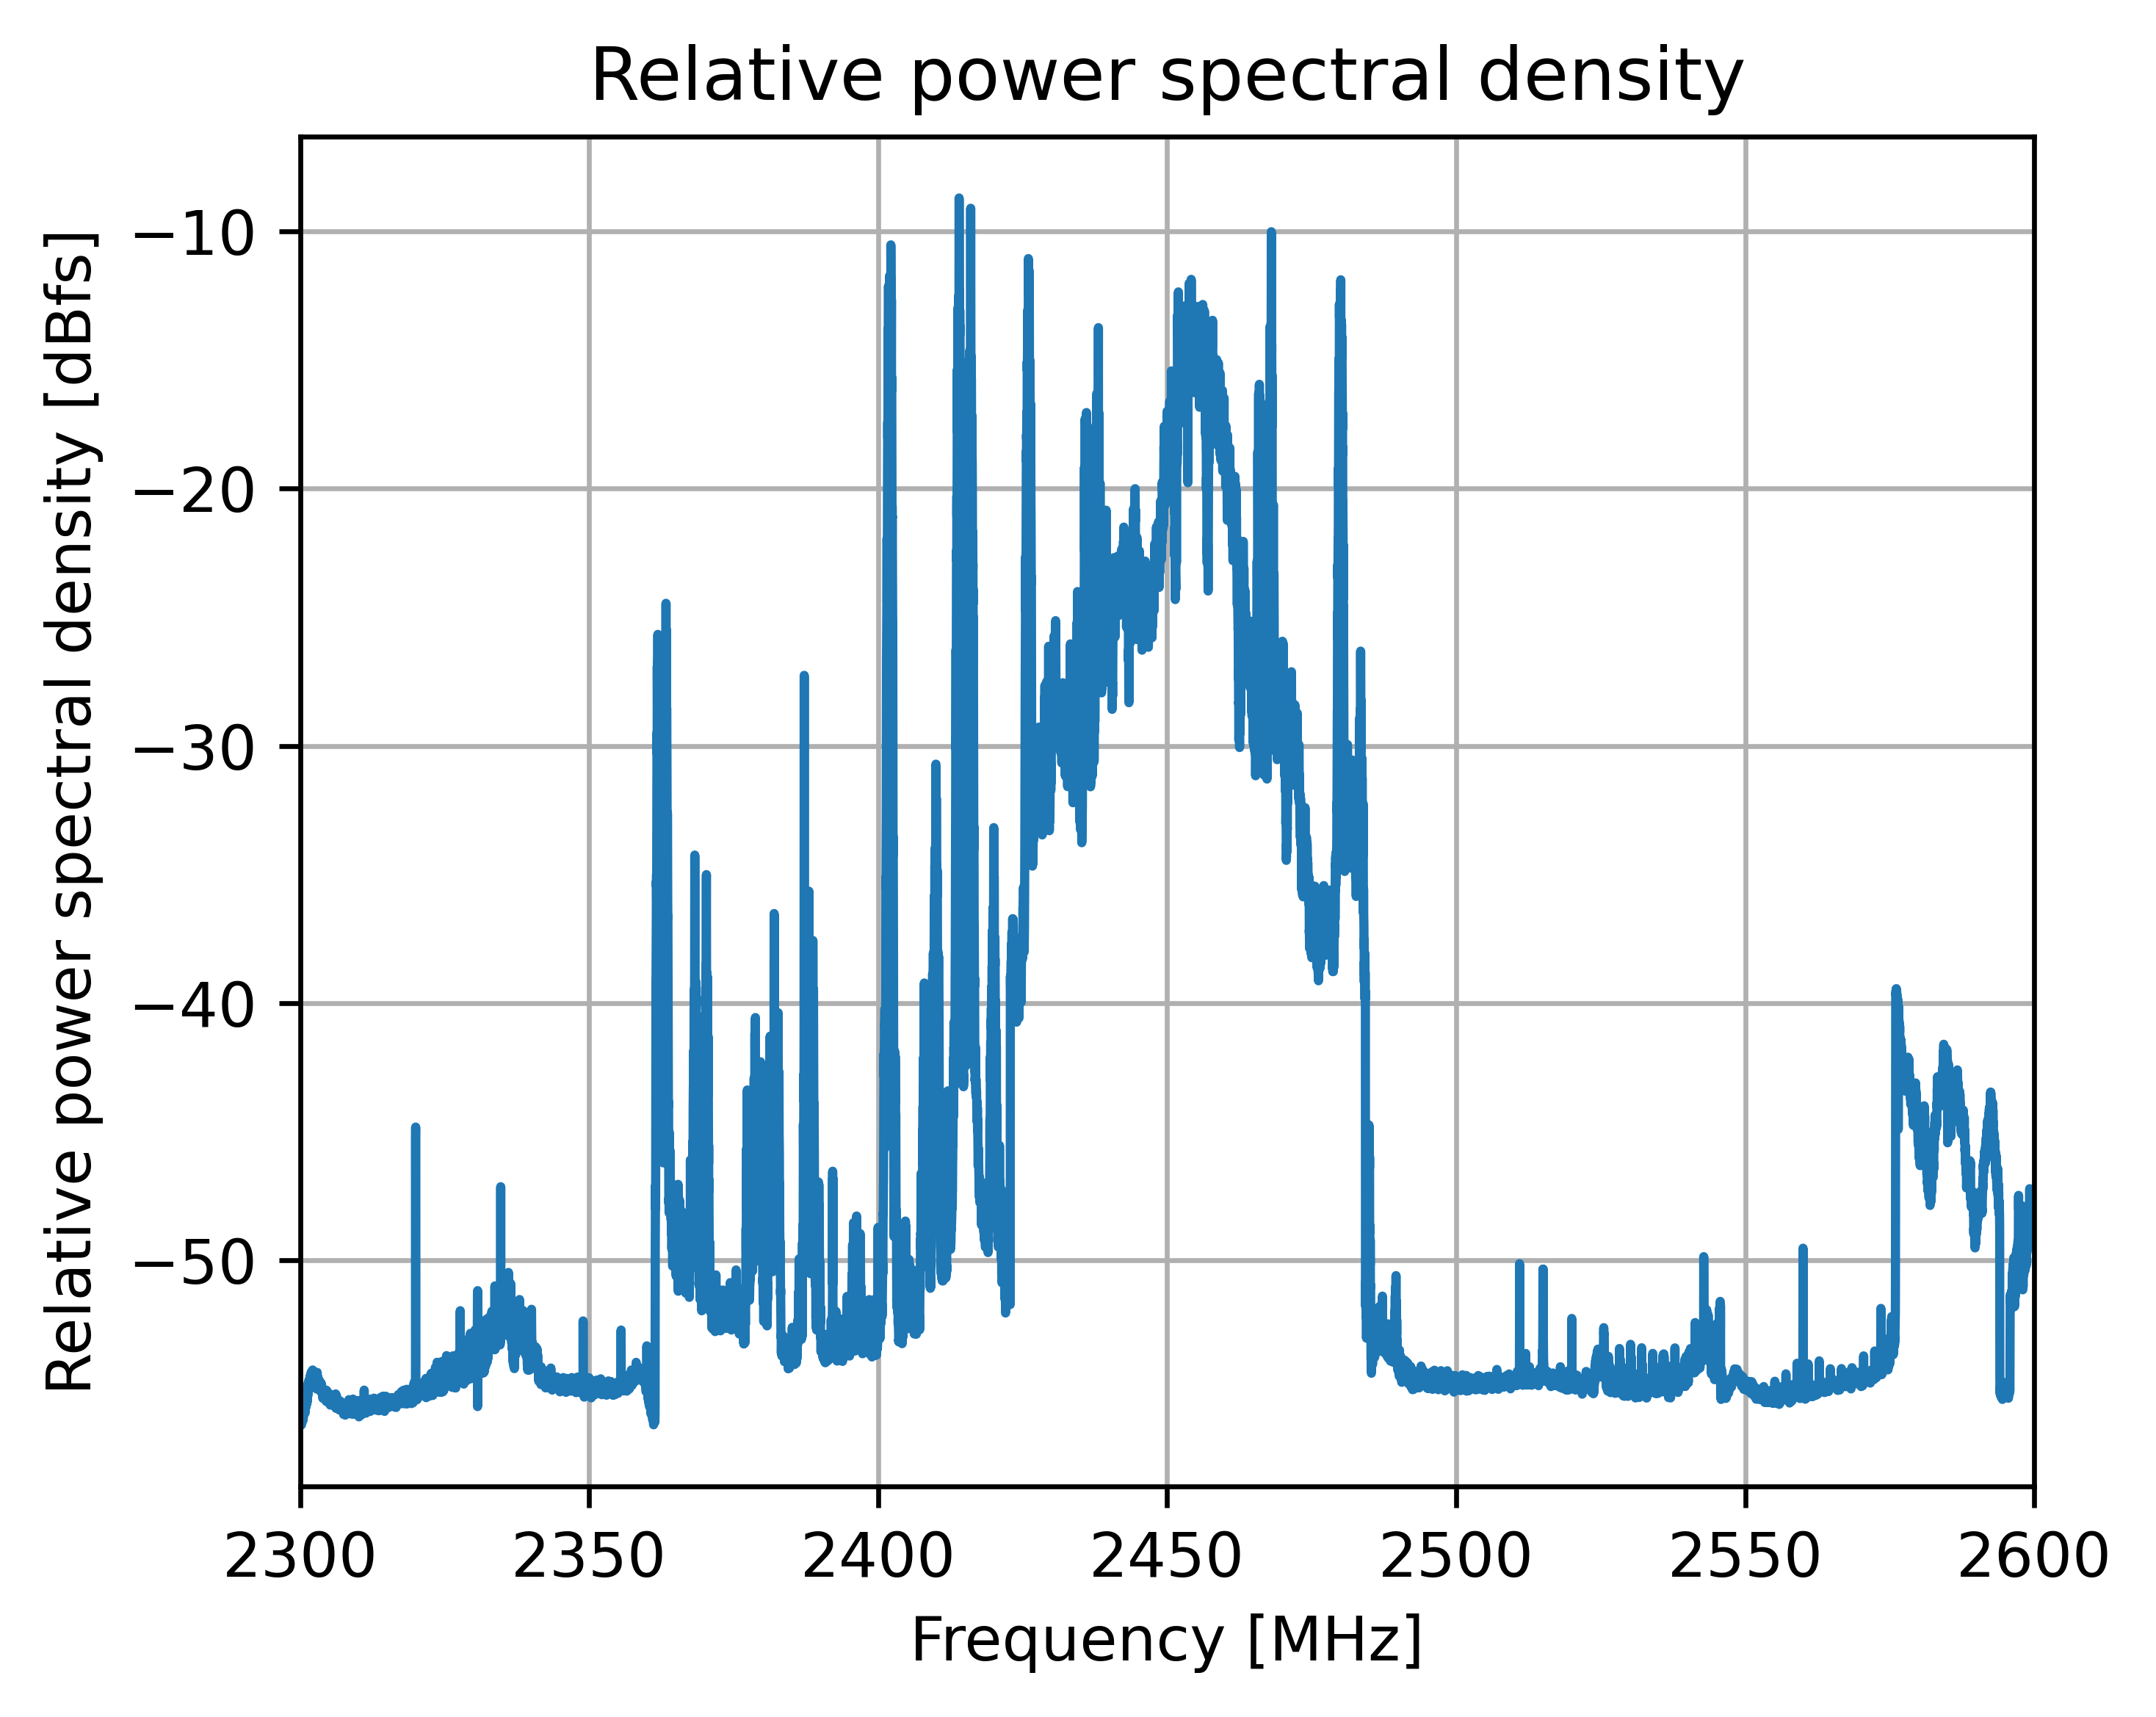 Relative power spectral density
Relative power spectral density [dBfs]
−10
−20
−30
−40
−50
2300 2350 2400 2450 2500 2550 2600
Frequency [MHz]